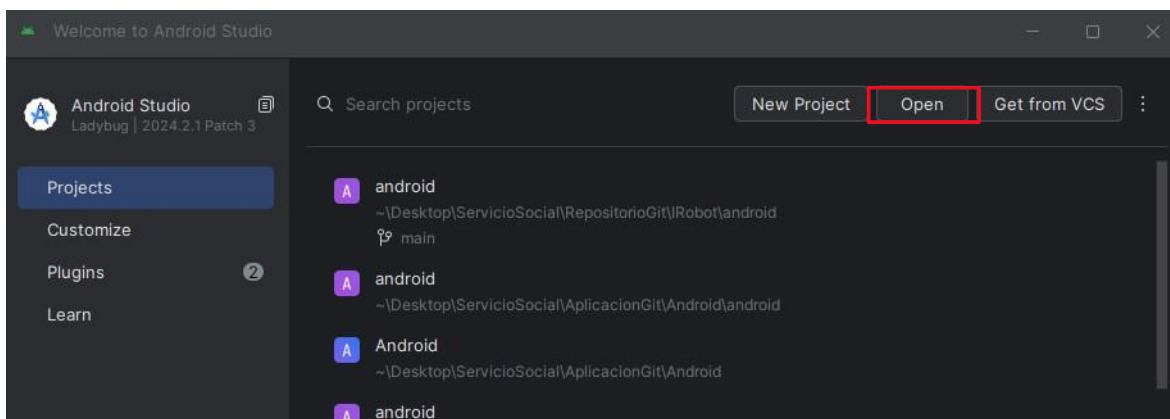 Welcome to Android Studio
Android Studio
Ladybug | 2024.2.1 Patch 3
Projects
Customize
Plugins 2
Learn
Search projects
New Project Open Get from VCS
A android
~\Desktop\ServicioSocial\RepositorioGit\IRobot\android
main
A android
~\Desktop\ServicioSocial\AplicacionGit\Android\android
A Android
~\Desktop\ServicioSocial\AplicacionGit\Android
A android